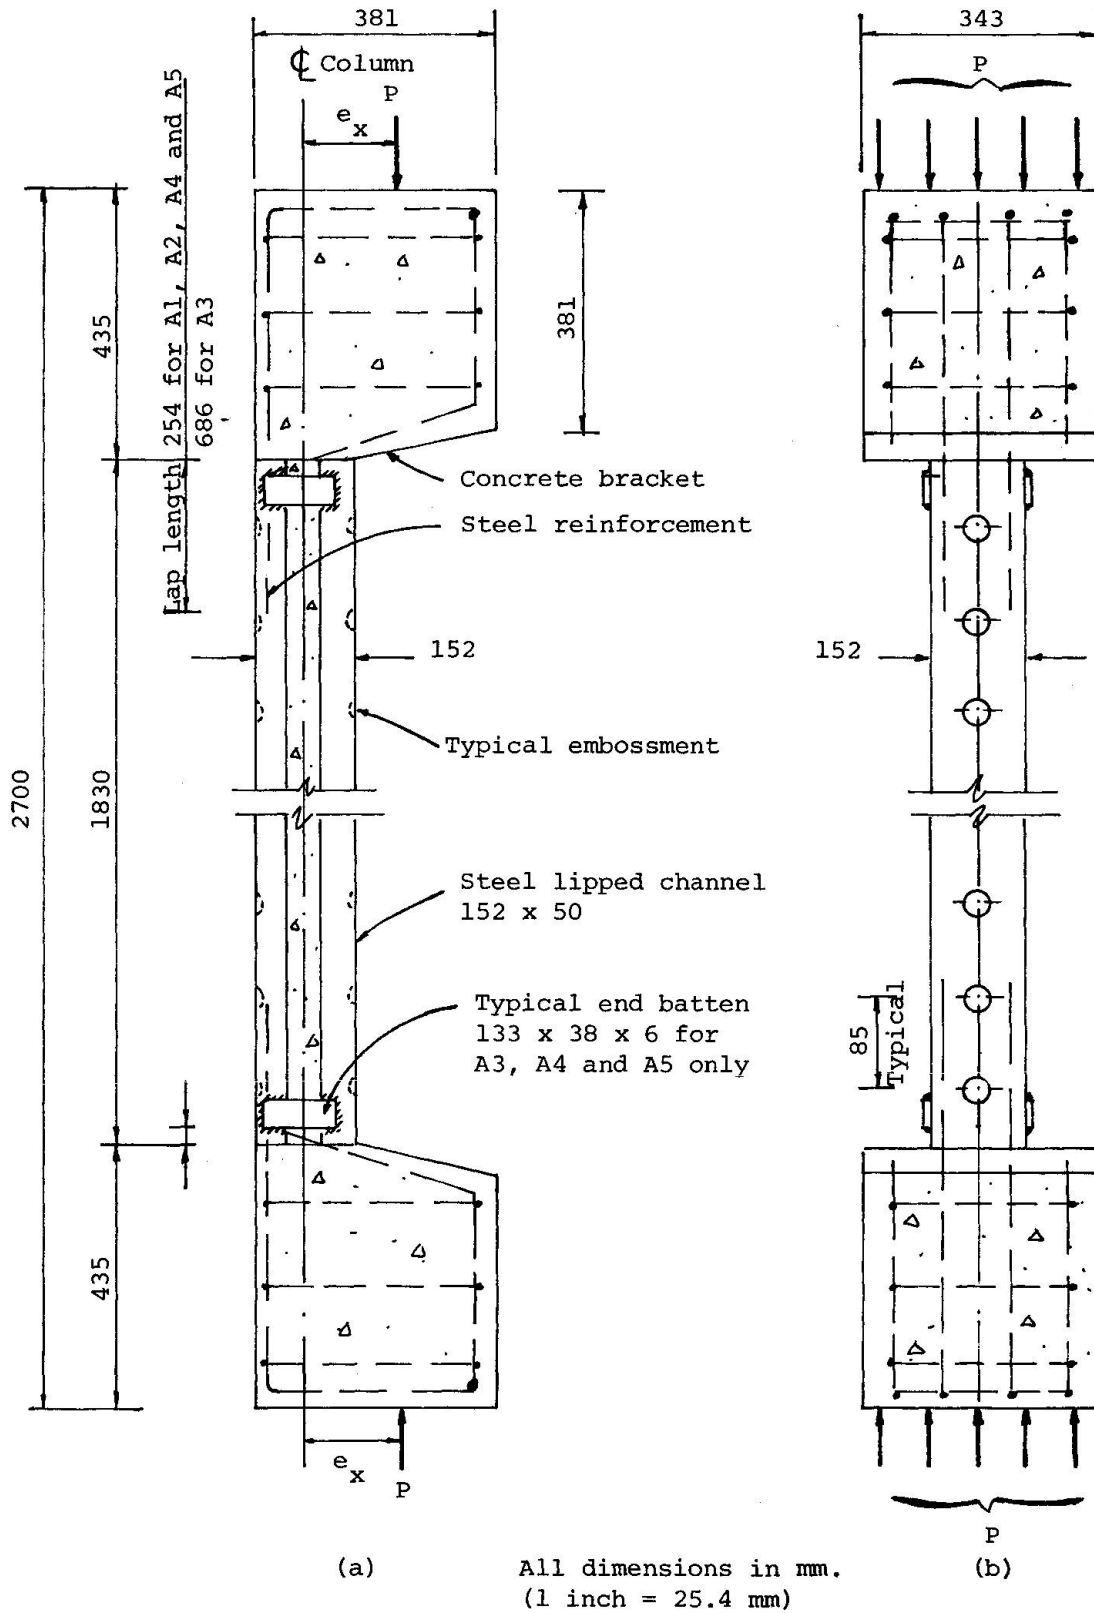 381
343
℄ Column
P
P
e x
Lap length 254 for A1, A2, A4 and A5
686 for A3
435
381
Concrete bracket
Steel reinforcement
152
152
Typical embossment
2700
1830
Steel lipped channel
152 x 50
Typical end batten
133 x 38 x 6 for
A3, A4 and A5 only
85
Typical
435
e x
P
P
(a)
All dimensions in mm.
(b)
(1 inch = 25.4 mm)